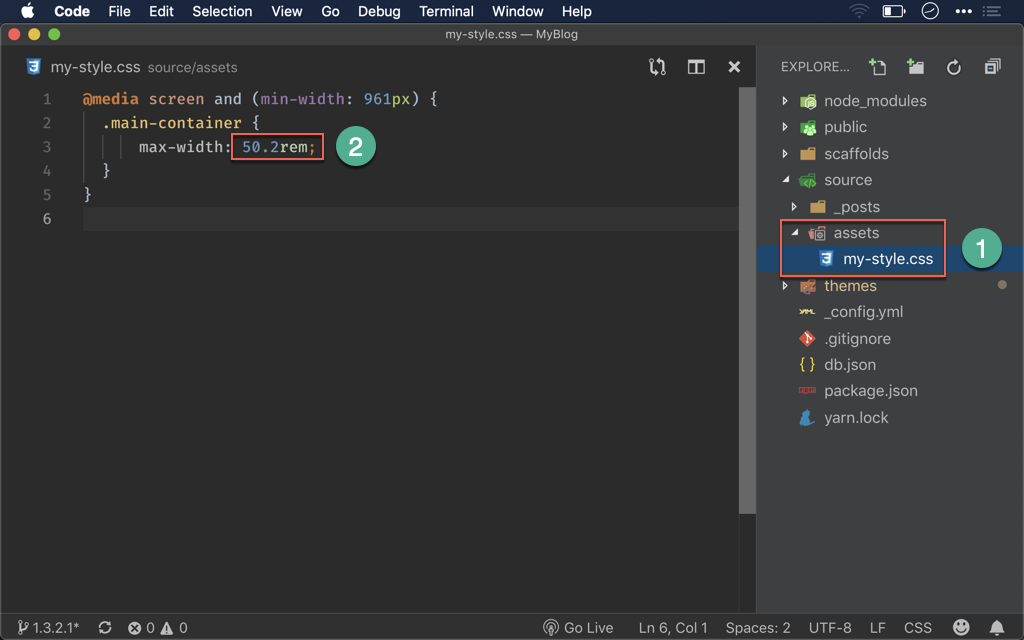 Code File Edit Selection View Go Debug Terminal Window Help
my-style.css — MyBlog
my-style.css source/assets
1 @media screen and (min-width: 961px) {
2 .main-container {
3 max-width: 50.2rem;
4 }
5 }
6
2
EXPLORE...
node_modules
public
scaffolds
source
_posts
assets
my-style.css
1
themes
_config.yml
.gitignore
db.json
package.json
yarn.lock
1.3.2.1* 0 0 Go Live Ln 6, Col 1 Spaces: 2 UTF-8 LF CSS